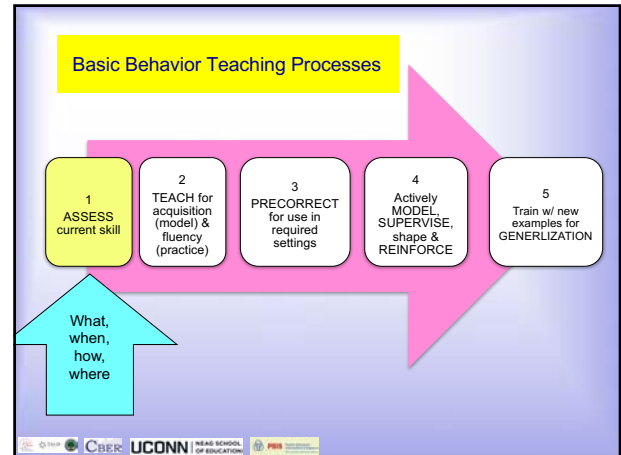 Basic Behavior Teaching Processes
1
ASSESS
current skill
2
TEACH for
acquisition
(model) &
fluency
(practice)
3
PRECORRECT
for use in
required
settings
4
Actively
MODEL,
SUPERVISE,
shape &
REINFORCE
5
Train w/ new
examples for
GENERLIZATION
What,
when,
how,
where
CBER UCONN NEAG SCHOOL
OF EDUCATION PBIS